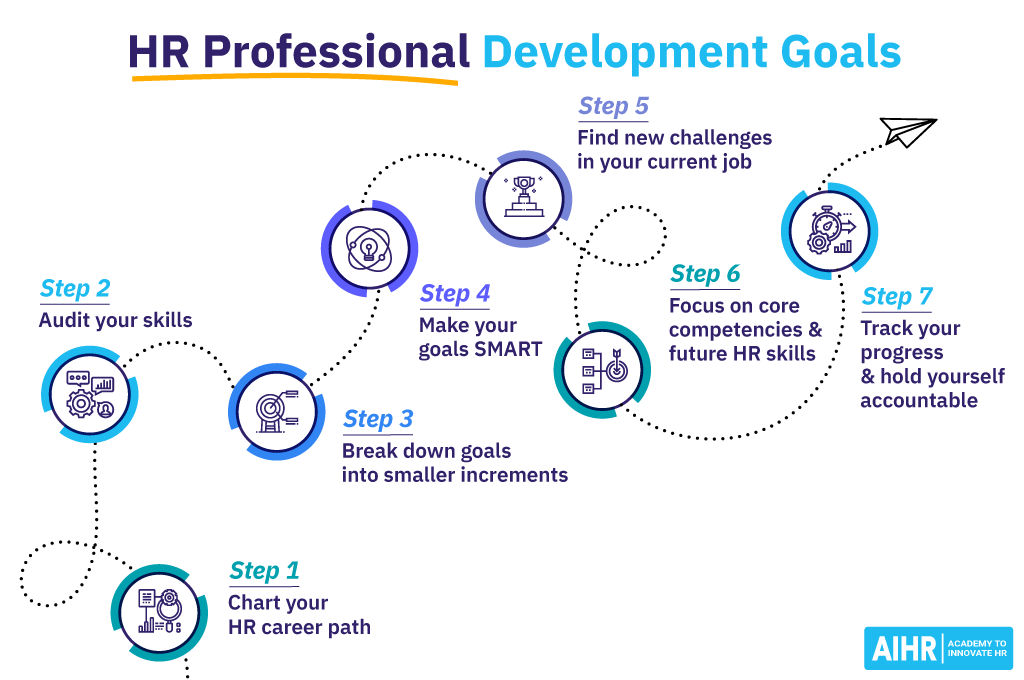 HR Professional Development Goals
Step 1
Chart your
HR career path
Step 2
Audit your skills
Step 3
Break down goals
into smaller increments
Step 4
Make your
goals SMART
Step 5
Find new challenges
in your current job
Step 6
Focus on core
competencies &
future HR skills
Step 7
Track your
progress
& hold yourself
accountable
AIHR
ACADEMY TO
INNOVATE HR